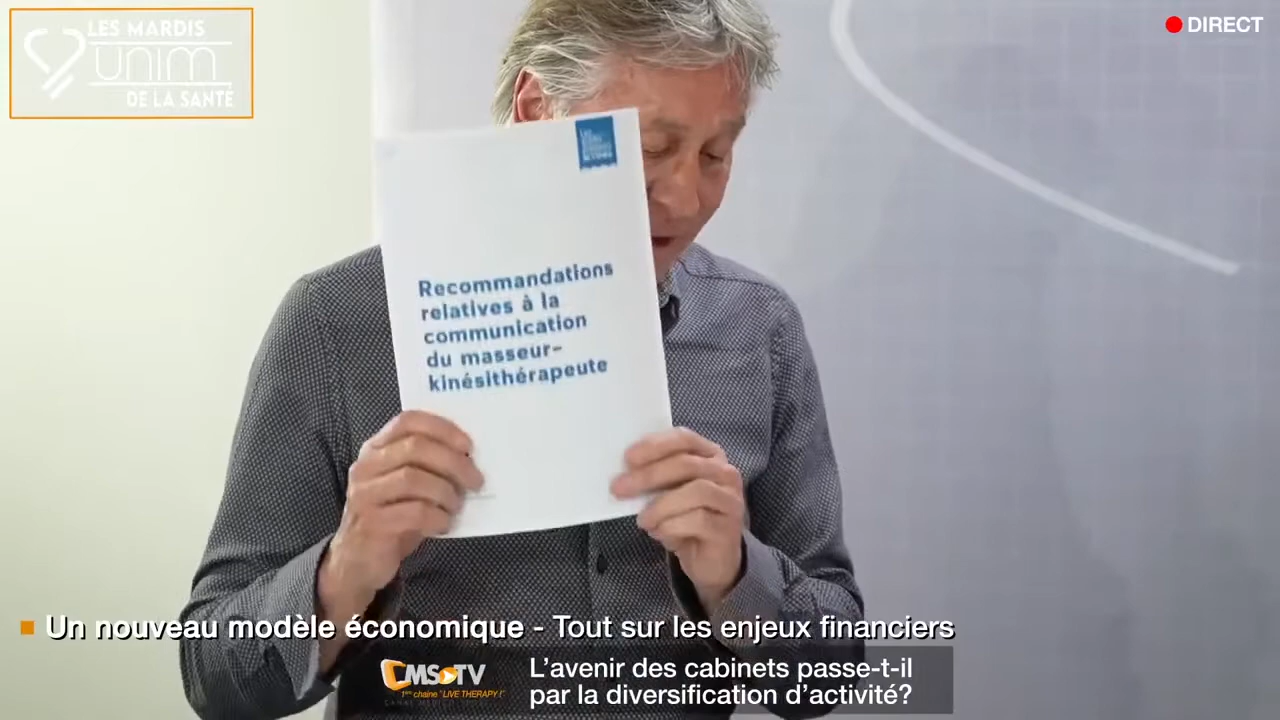 LES MARDIS
unim
DE LA SANTÉ
DIRECT
Recommandations
relatives à la
communication
du masseur-
kinésithérapeute
Un nouveau modèle économique - Tout sur les enjeux financiers
CMS TV
1ère chaîne "LIVE THERAPY !"
L'avenir des cabinets passe-t-il
par la diversification d'activité?